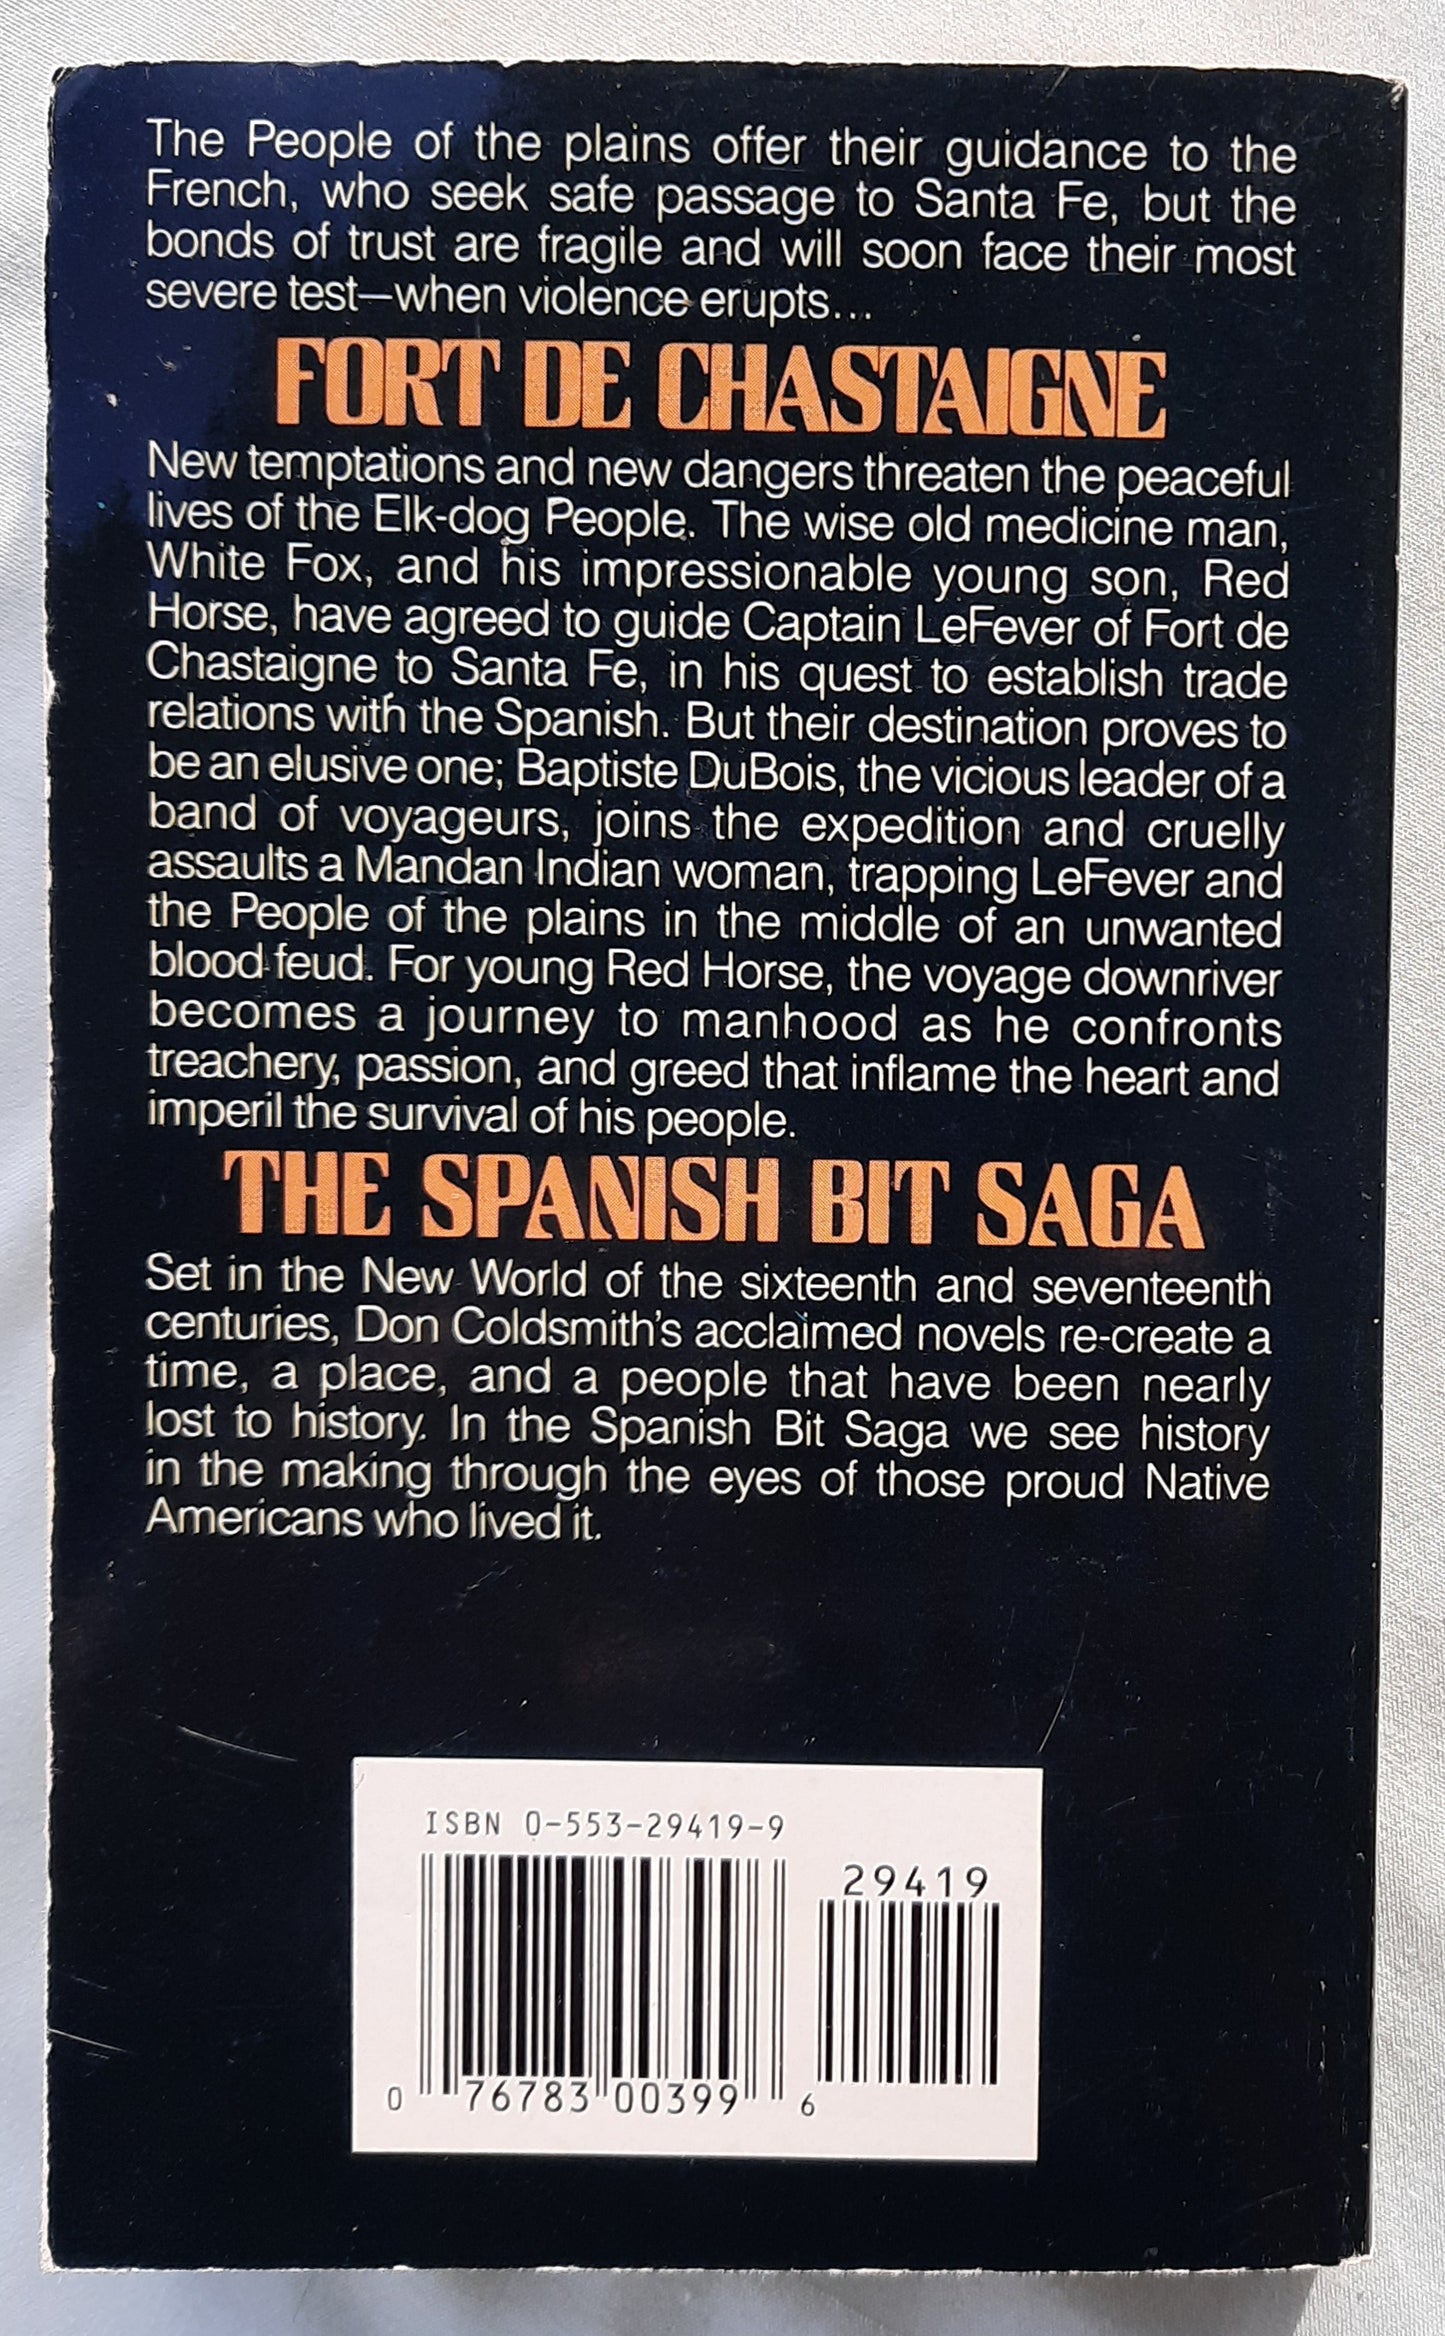 The People of the plains offer their guidance to the
French, who seek safe passage to Santa Fe, but the
bonds of trust are fragile and will soon face their most
severe test—when violence erupts...
FORT DE CHASTAIGNE
New temptations and new dangers threaten the peaceful
lives of the Elk-dog People. The wise old medicine man,
White Fox, and his impressionable young son, Red
Horse, have agreed to guide Captain LeFever of Fort de
Chastaigne to Santa Fe, in his quest to establish trade
relations with the Spanish. But their destination proves to
be an elusive one; Baptiste DuBois, the vicious leader of a
band of voyageurs, joins the expedition and cruelly
assaults a Mandan Indian woman, trapping LeFever and
the People of the plains in the middle of an unwanted
blood feud. For young Red Horse, the voyage downriver
becomes a journey to manhood as he confronts
treachery, passion, and greed that inflame the heart and
imperil the survival of his people.
THE SPANISH BIT SAGA
Set in the New World of the sixteenth and seventeenth
centuries, Don Coldsmith's acclaimed novels re-create a
time, a place, and a people that have been nearly
lost to history. In the Spanish Bit Saga we see history
in the making through the eyes of those proud Native
Americans who lived it.
ISBN 0-553-29419-9
29419
0 76783 00399 6